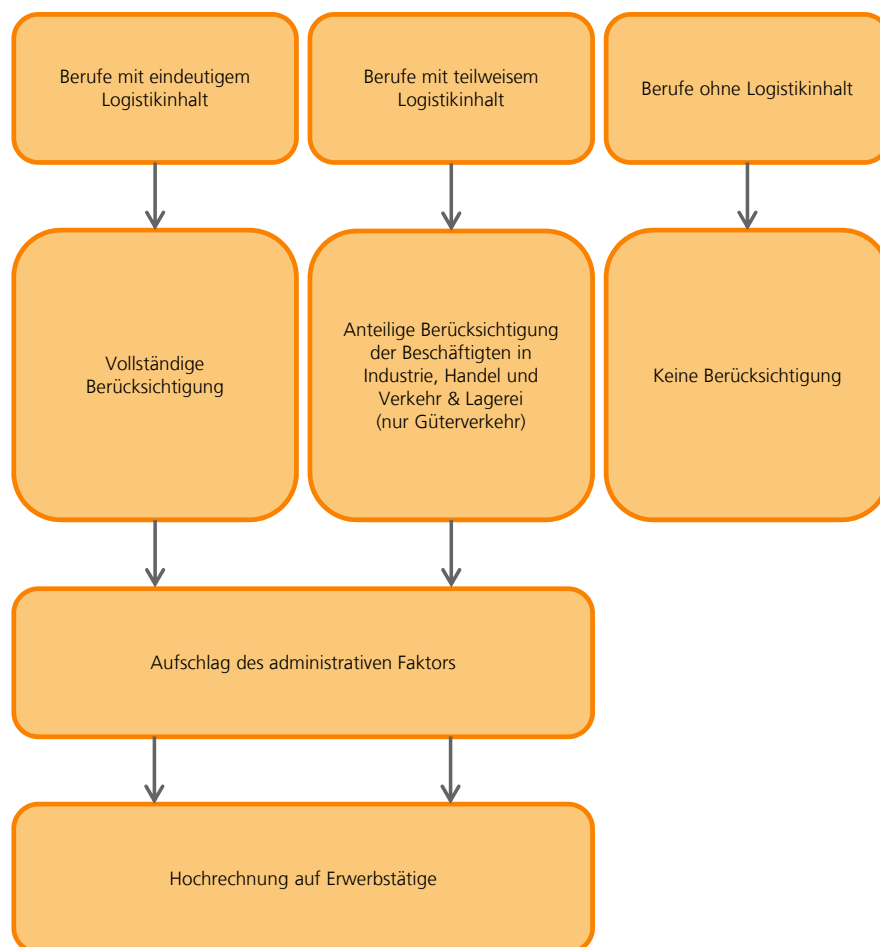 Berufe mit eindeutigem
Logistikinhalt
Berufe mit teilweisem
Logistikinhalt
Berufe ohne Logistikinhalt
Vollständige
Berücksichtigung
Anteilige Berücksichtigung
der Beschäftigten in
Industrie, Handel und
Verkehr & Lagerei
(nur Güterverkehr)
Keine Berücksichtigung
Aufschlag des administrativen Faktors
Hochrechnung auf Erwerbstätige